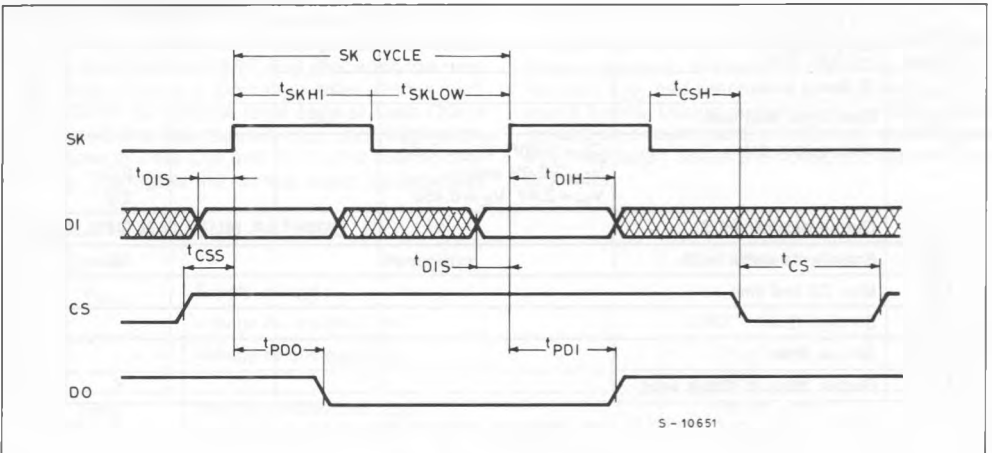 SK CYCLE
tSKHI tSKLOW tCSH
SK
tDIS tDIH
DI
tCSS tDIS tCS
CS
tPDO tPDI
DO
S - 10651